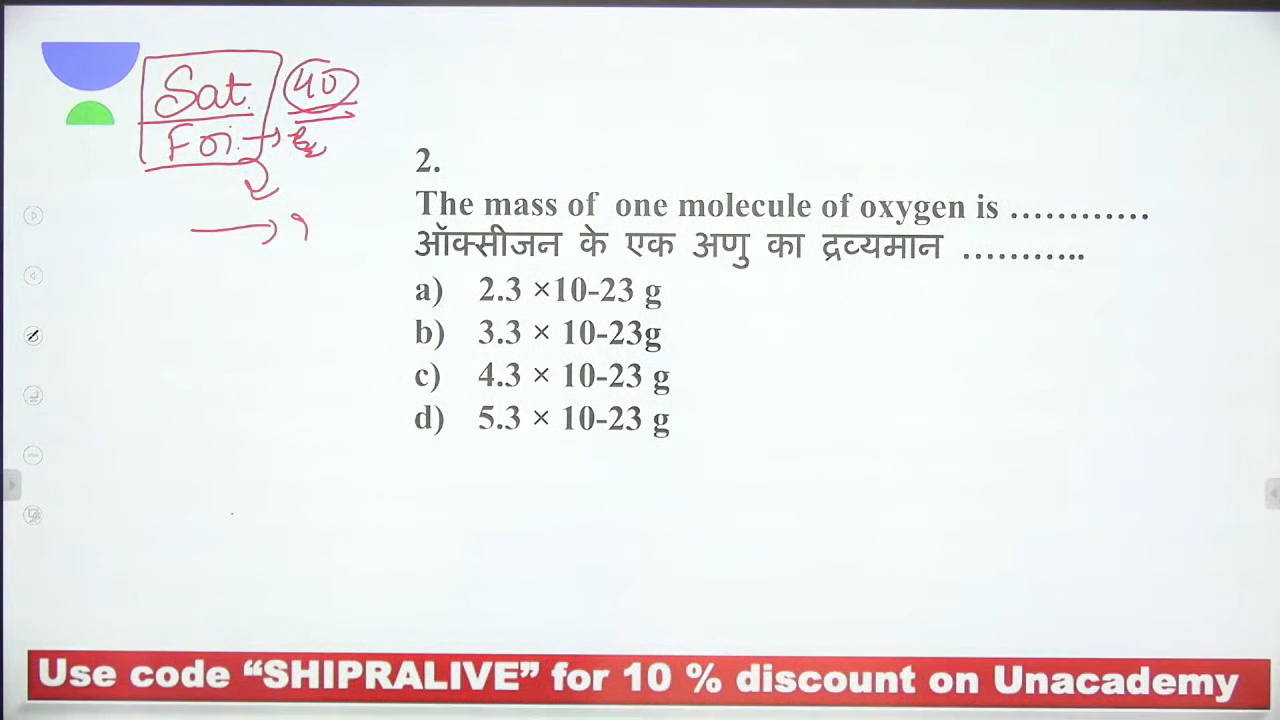 Sat.
40
Fri.
2.
The mass of one molecule of oxygen is …………
ऑक्सीजन के एक अणु का द्रव्यमान ………..
a) 2.3 ×10-23 g
b) 3.3 × 10-23g
c) 4.3 × 10-23 g
d) 5.3 × 10-23 g
Use code “SHIPRALIVE” for 10 % discount on Unacademy